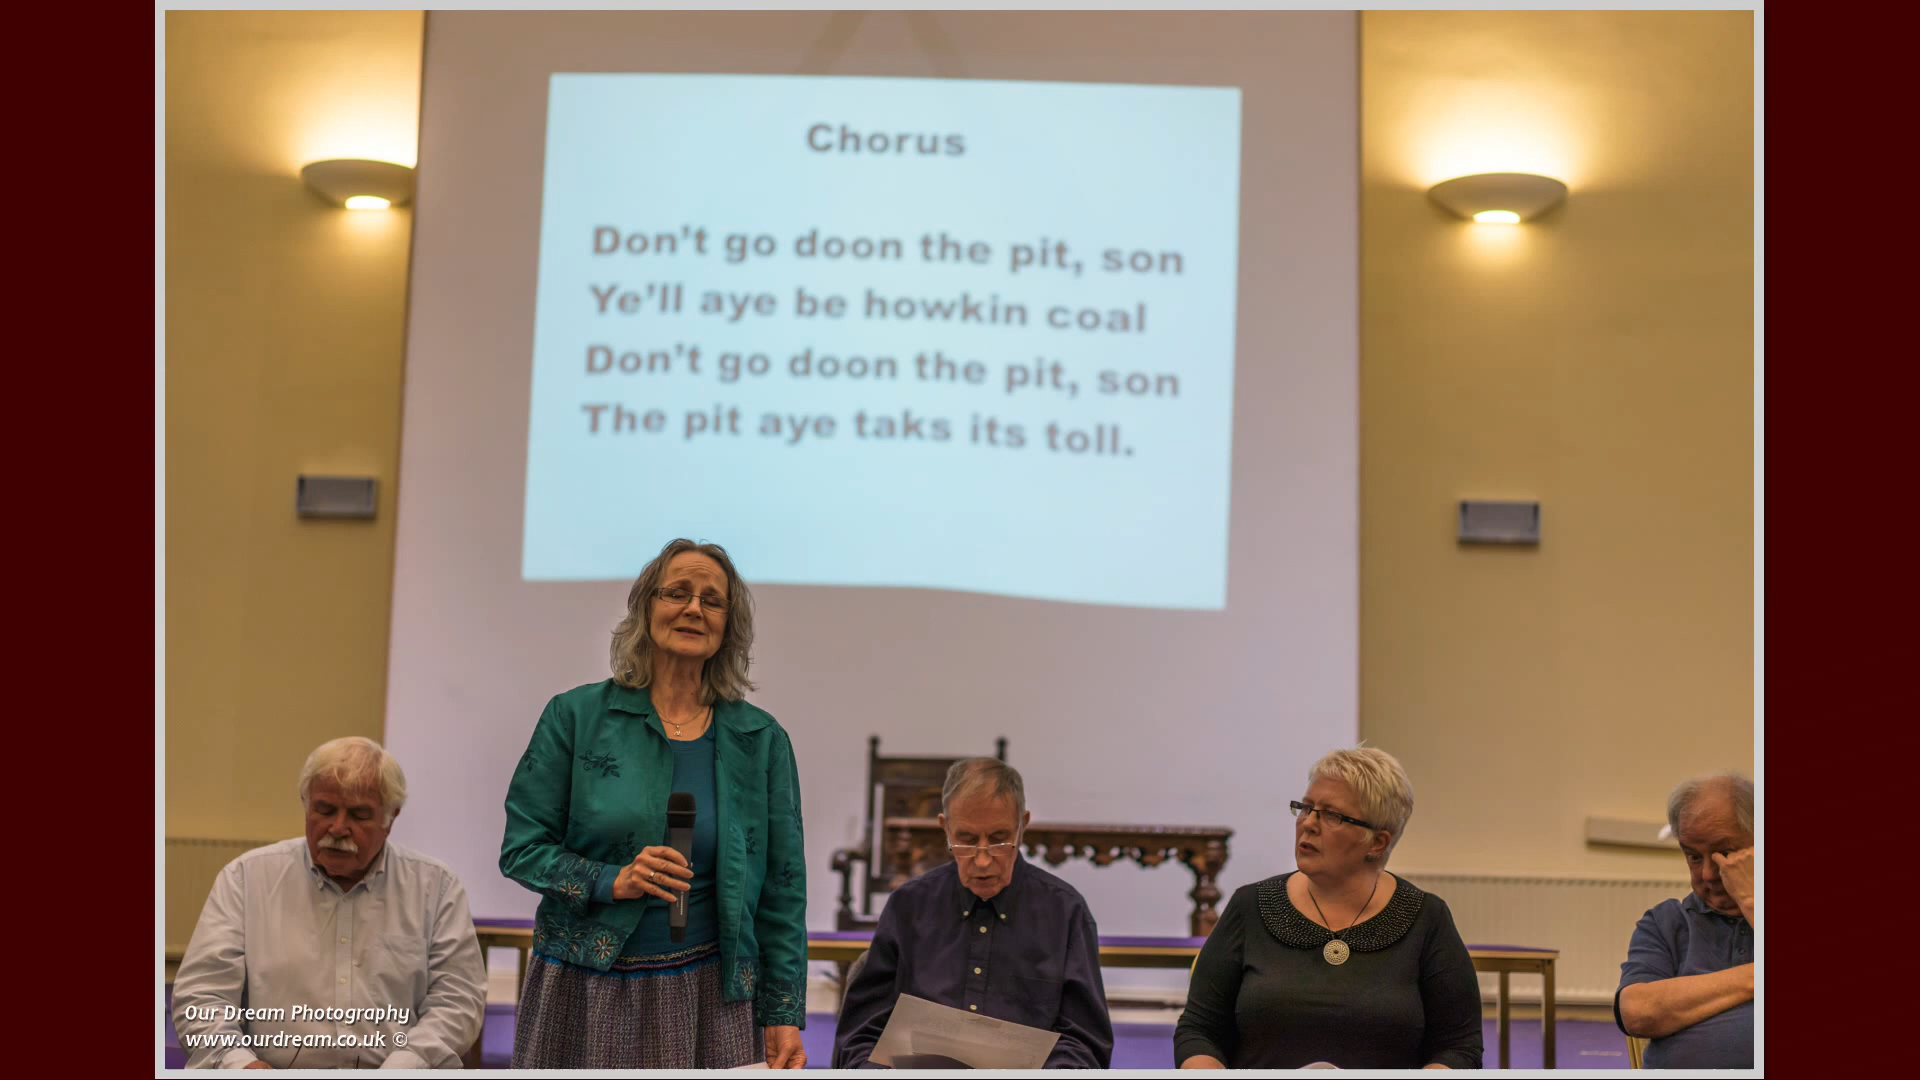 Chorus
Don't go doon the pit, son
Ye'll aye be howkin coal
Don't go doon the pit, son
The pit aye taks its toll.
Our Dream Photography
www.ourdream.co.uk ©